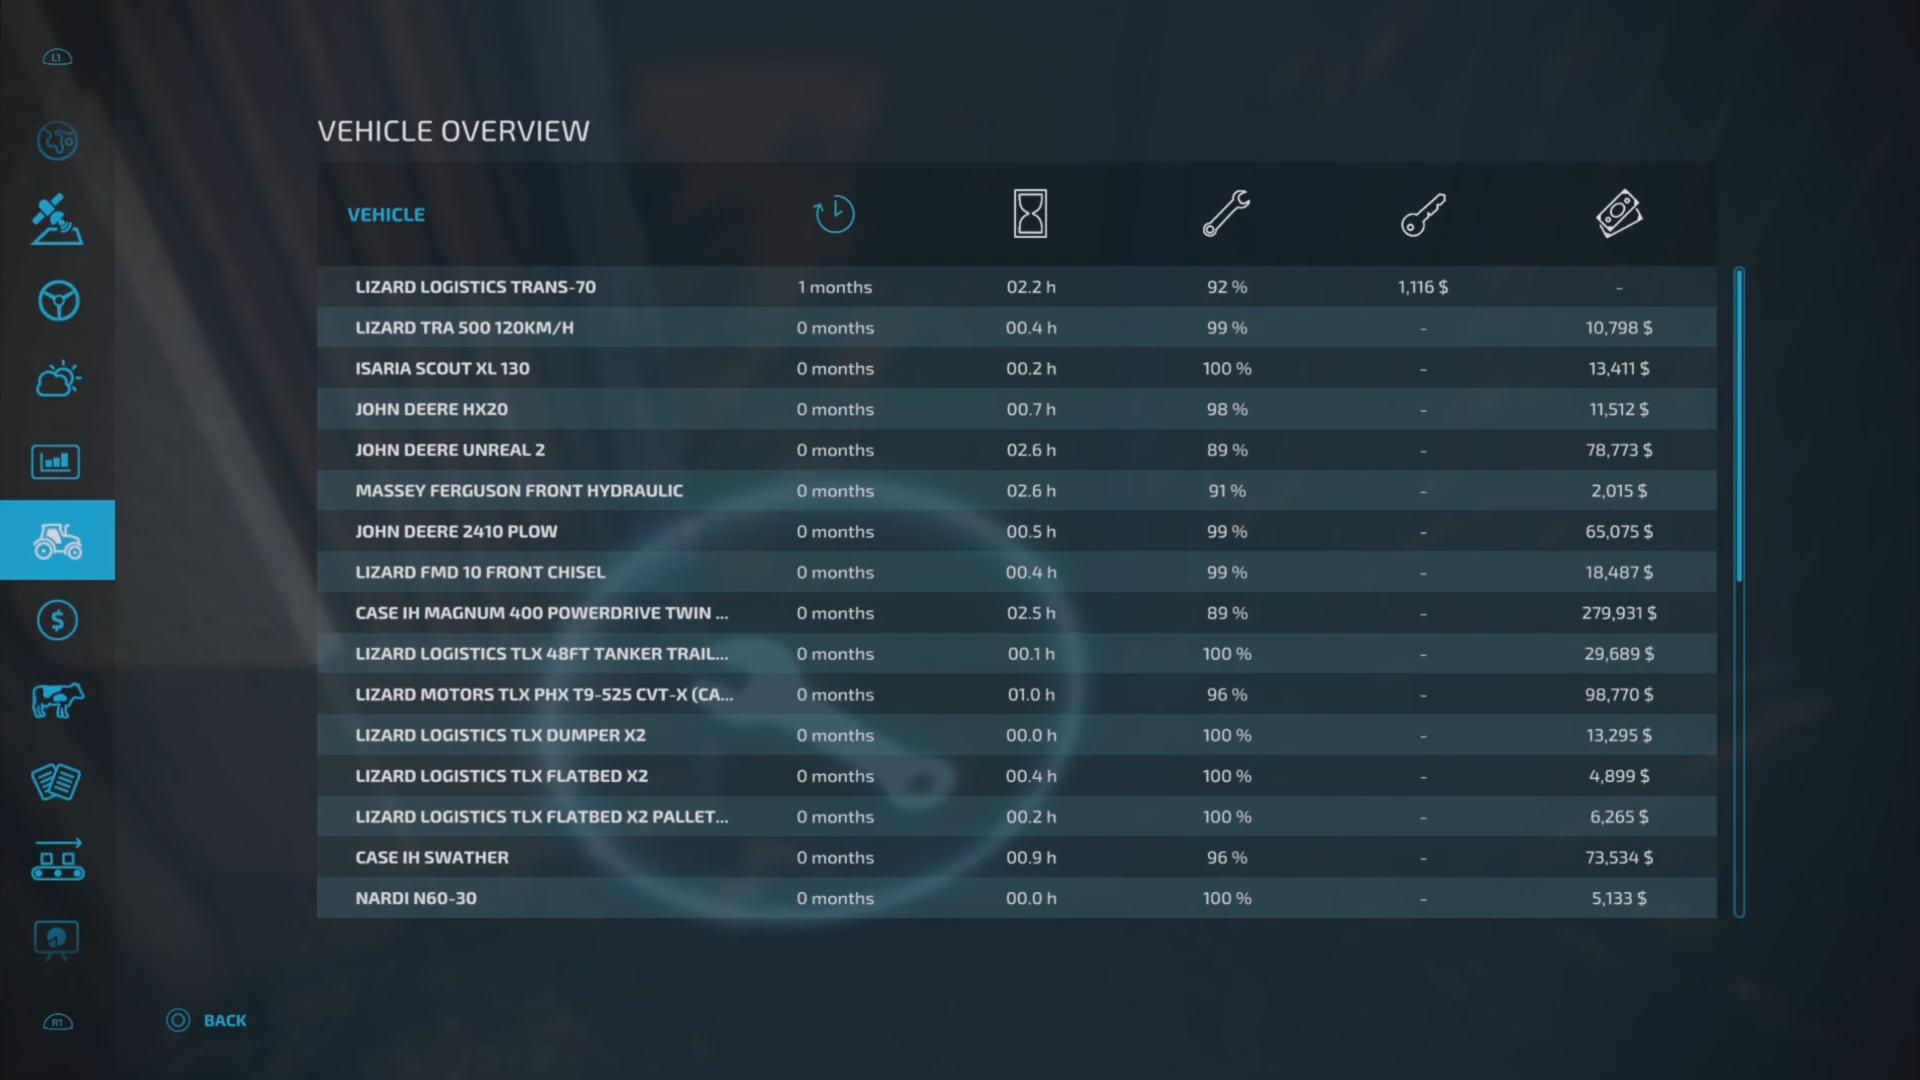 L1
VEHICLE OVERVIEW
VEHICLE
LIZARD LOGISTICS TRANS-70 1 months 02.2 h 92 % 1,116 $ -
LIZARD TRA 500 120KM/H 0 months 00.4 h 99 % - 10,798 $
ISARIA SCOUT XL 130 0 months 00.2 h 100 % - 13,411 $
JOHN DEERE HX20 0 months 00.7 h 98 % - 11,512 $
JOHN DEERE UNREAL 2 0 months 02.6 h 89 % - 78,773 $
MASSEY FERGUSON FRONT HYDRAULIC 0 months 02.6 h 91 % - 2,015 $
JOHN DEERE 2410 PLOW 0 months 00.5 h 99 % - 65,075 $
LIZARD FMD 10 FRONT CHISEL 0 months 00.4 h 99 % - 18,487 $
CASE IH MAGNUM 400 POWERDRIVE TWIN ... 0 months 02.5 h 89 % - 279,931 $
LIZARD LOGISTICS TLX 48FT TANKER TRAIL... 0 months 00.1 h 100 % - 29,689 $
LIZARD MOTORS TLX PHX T9-525 CVT-X (CA... 0 months 01.0 h 96 % - 98,770 $
LIZARD LOGISTICS TLX DUMPER X2 0 months 00.0 h 100 % - 13,295 $
LIZARD LOGISTICS TLX FLATBED X2 0 months 00.4 h 100 % - 4,899 $
LIZARD LOGISTICS TLX FLATBED X2 PALLET... 0 months 00.2 h 100 % - 6,265 $
CASE IH SWATHER 0 months 00.9 h 96 % - 73,534 $
NARDI N60-30 0 months 00.0 h 100 % - 5,133 $
R1
BACK